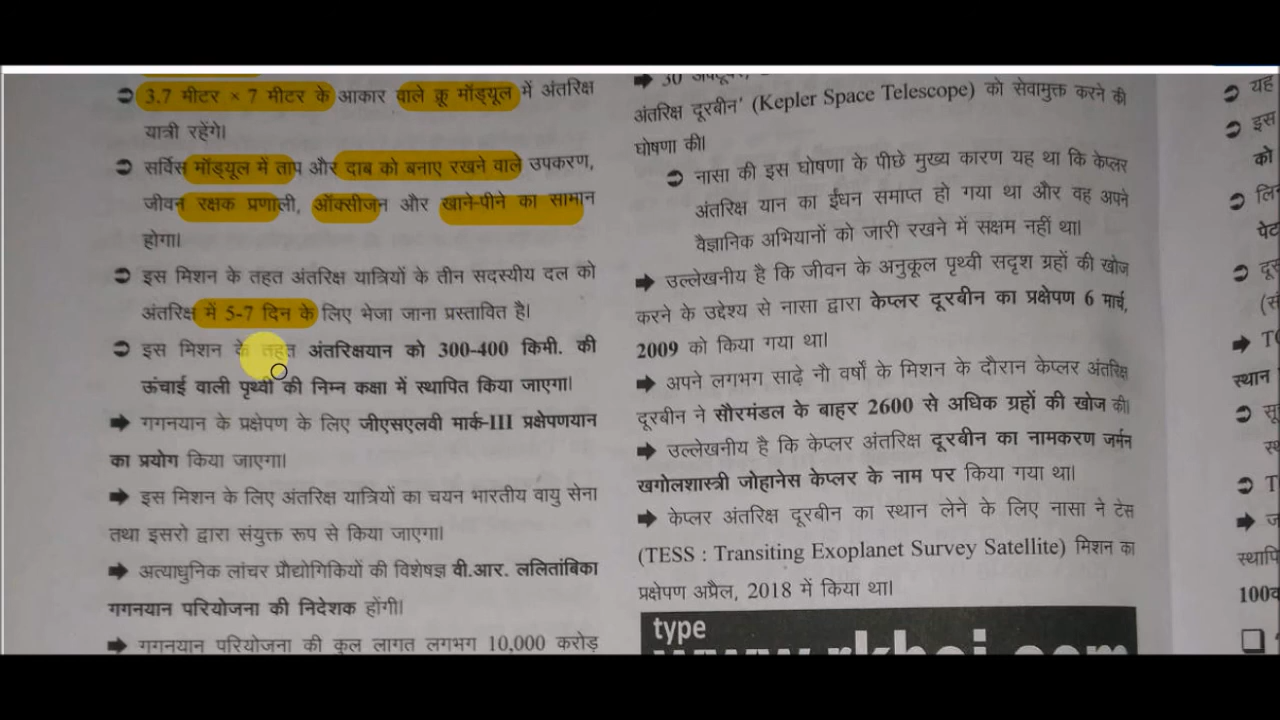 ➲ 3.7 मीटर × 7 मीटर के आकार वाले क्रू मॉड्यूल में अंतरिक्ष
यात्री रहेंगे।
➲ सर्विस मॉड्यूल में ताप और दाब को बनाए रखने वाले उपकरण,
जीवन रक्षक प्रणाली, ऑक्सीजन और खाने-पीने का सामान
होगा।
➲ इस मिशन के तहत अंतरिक्ष यात्रियों के तीन सदस्यीय दल को
अंतरिक्ष में 5-7 दिन के लिए भेजा जाना प्रस्तावित है।
➲ इस मिशन के तहत अंतरिक्षयान को 300-400 किमी. की
ऊंचाई वाली पृथ्वी की निम्न कक्षा में स्थापित किया जाएगा।
➡ गगनयान के प्रक्षेपण के लिए जीएसएलवी मार्क-III प्रक्षेपणयान
का प्रयोग किया जाएगा।
➡ इस मिशन के लिए अंतरिक्ष यात्रियों का चयन भारतीय वायु सेना
तथा इसरो द्वारा संयुक्त रूप से किया जाएगा।
➡ अत्याधुनिक लांचर प्रौद्योगिकियों की विशेषज्ञ वी.आर. ललितांबिका
गगनयान परियोजना की निदेशक होंगी।
➡ गगनयान परियोजना की कुल लागत लगभग 10,000 करोड़
➡ 30 अक्टूबर,
अंतरिक्ष दूरबीन' (Kepler Space Telescope) को सेवामुक्त करने की
घोषणा की।
➲ नासा की इस घोषणा के पीछे मुख्य कारण यह था कि केप्लर
अंतरिक्ष यान का ईंधन समाप्त हो गया था और वह अपने
वैज्ञानिक अभियानों को जारी रखने में सक्षम नहीं था।
➡ उल्लेखनीय है कि जीवन के अनुकूल पृथ्वी सदृश ग्रहों की खोज
करने के उद्देश्य से नासा द्वारा केप्लर दूरबीन का प्रक्षेपण 6 मार्च,
2009 को किया गया था।
➡ अपने लगभग साढ़े नौ वर्षों के मिशन के दौरान केप्लर अंतरिक्ष
दूरबीन ने सौरमंडल के बाहर 2600 से अधिक ग्रहों की खोज की।
➡ उल्लेखनीय है कि केप्लर अंतरिक्ष दूरबीन का नामकरण जर्मन
खगोलशास्त्री जोहानेस केप्लर के नाम पर किया गया था।
➡ केप्लर अंतरिक्ष दूरबीन का स्थान लेने के लिए नासा ने टेस
(TESS : Transiting Exoplanet Survey Satellite) मिशन का
प्रक्षेपण अप्रैल, 2018 में किया था।
type
➲ यह
➲ इस
को
➲
➲
➡
स्थान
➲
➲
➡
100